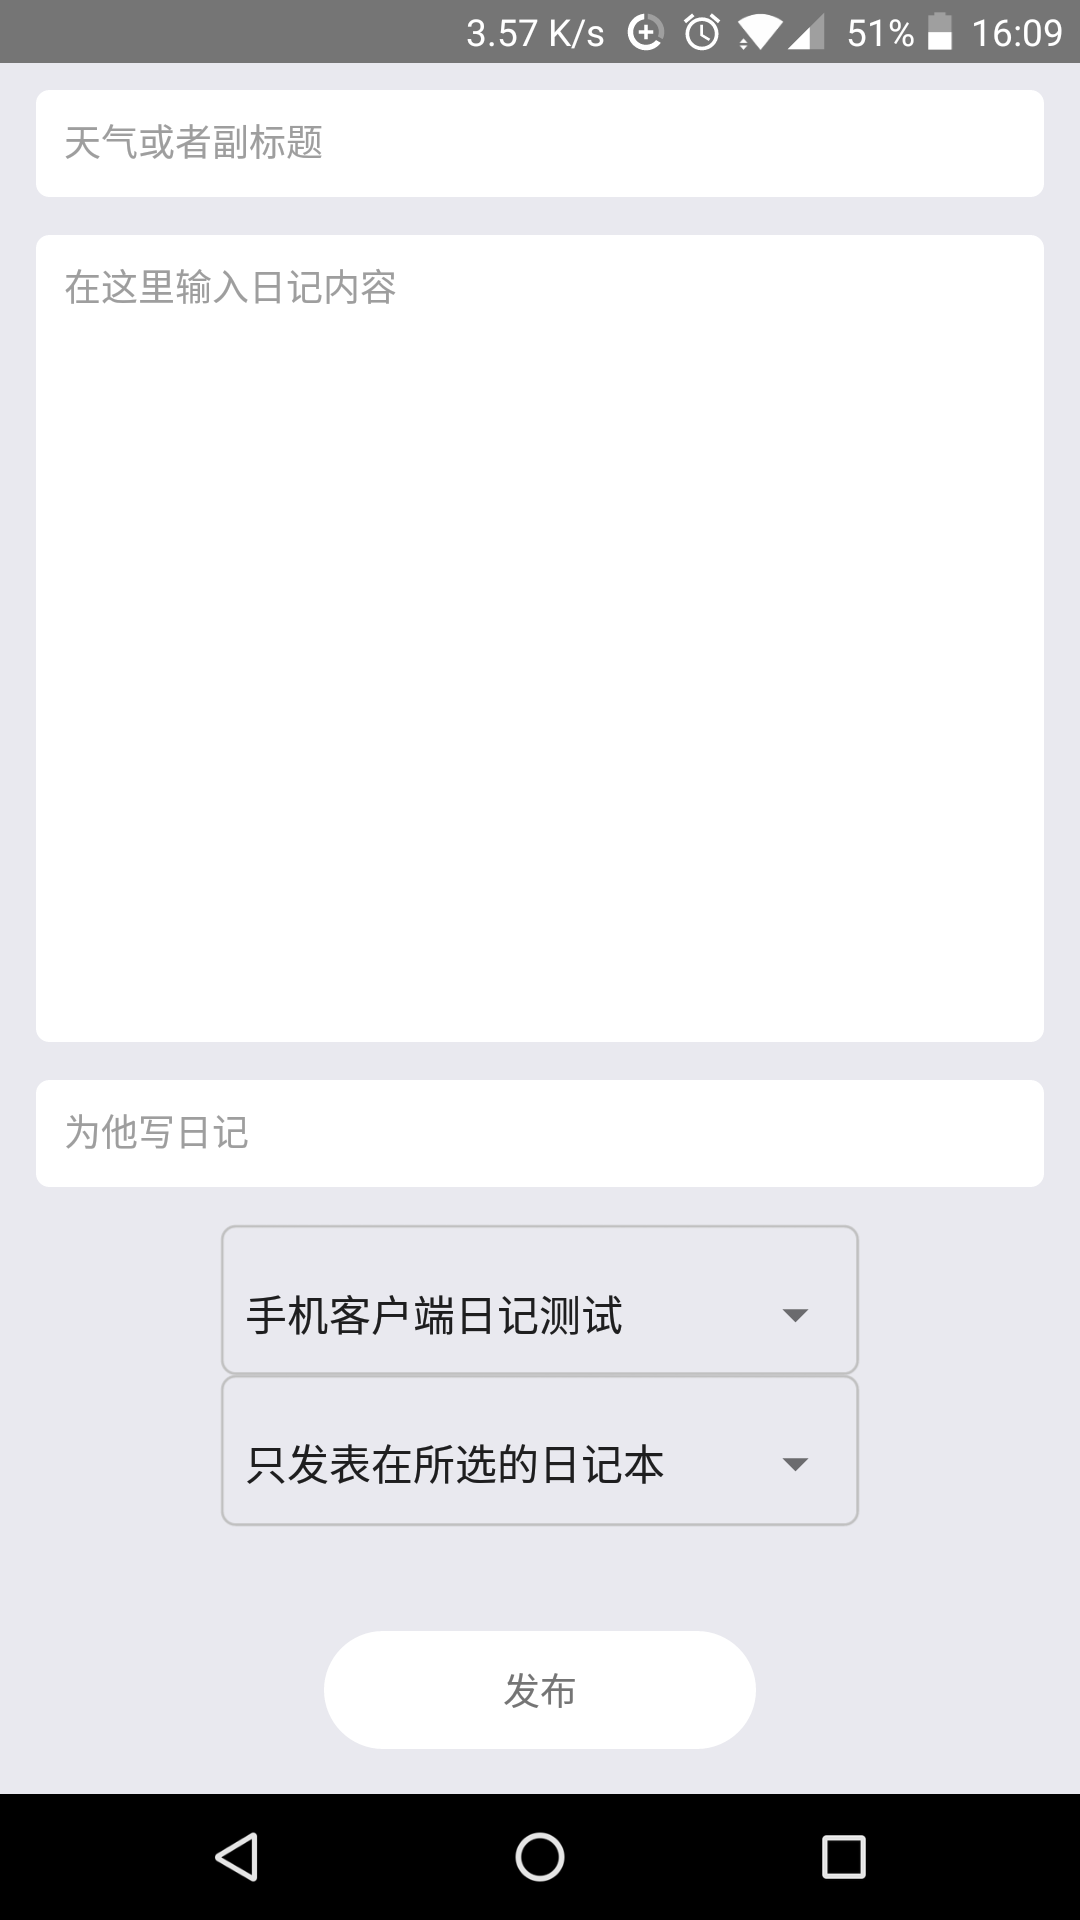 3.57 K/s 51% 16:09
天气或者副标题
在这里输入日记内容
为他写日记
手机客户端日记测试
只发表在所选的日记本
发布